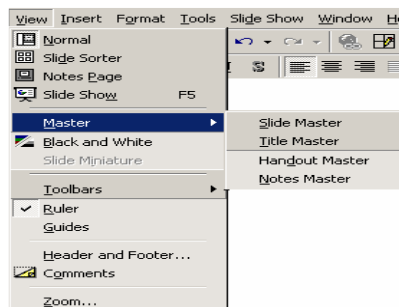 View Insert Format Tools Slide Show Window
Normal
Slide Sorter
Notes Page
Slide Show F5
Master
Slide Master
Black and White
Title Master
Slide Miniature
Handout Master
Notes Master
Toolbars
Ruler
Guides
Header and Footer...
Comments
Zoom...